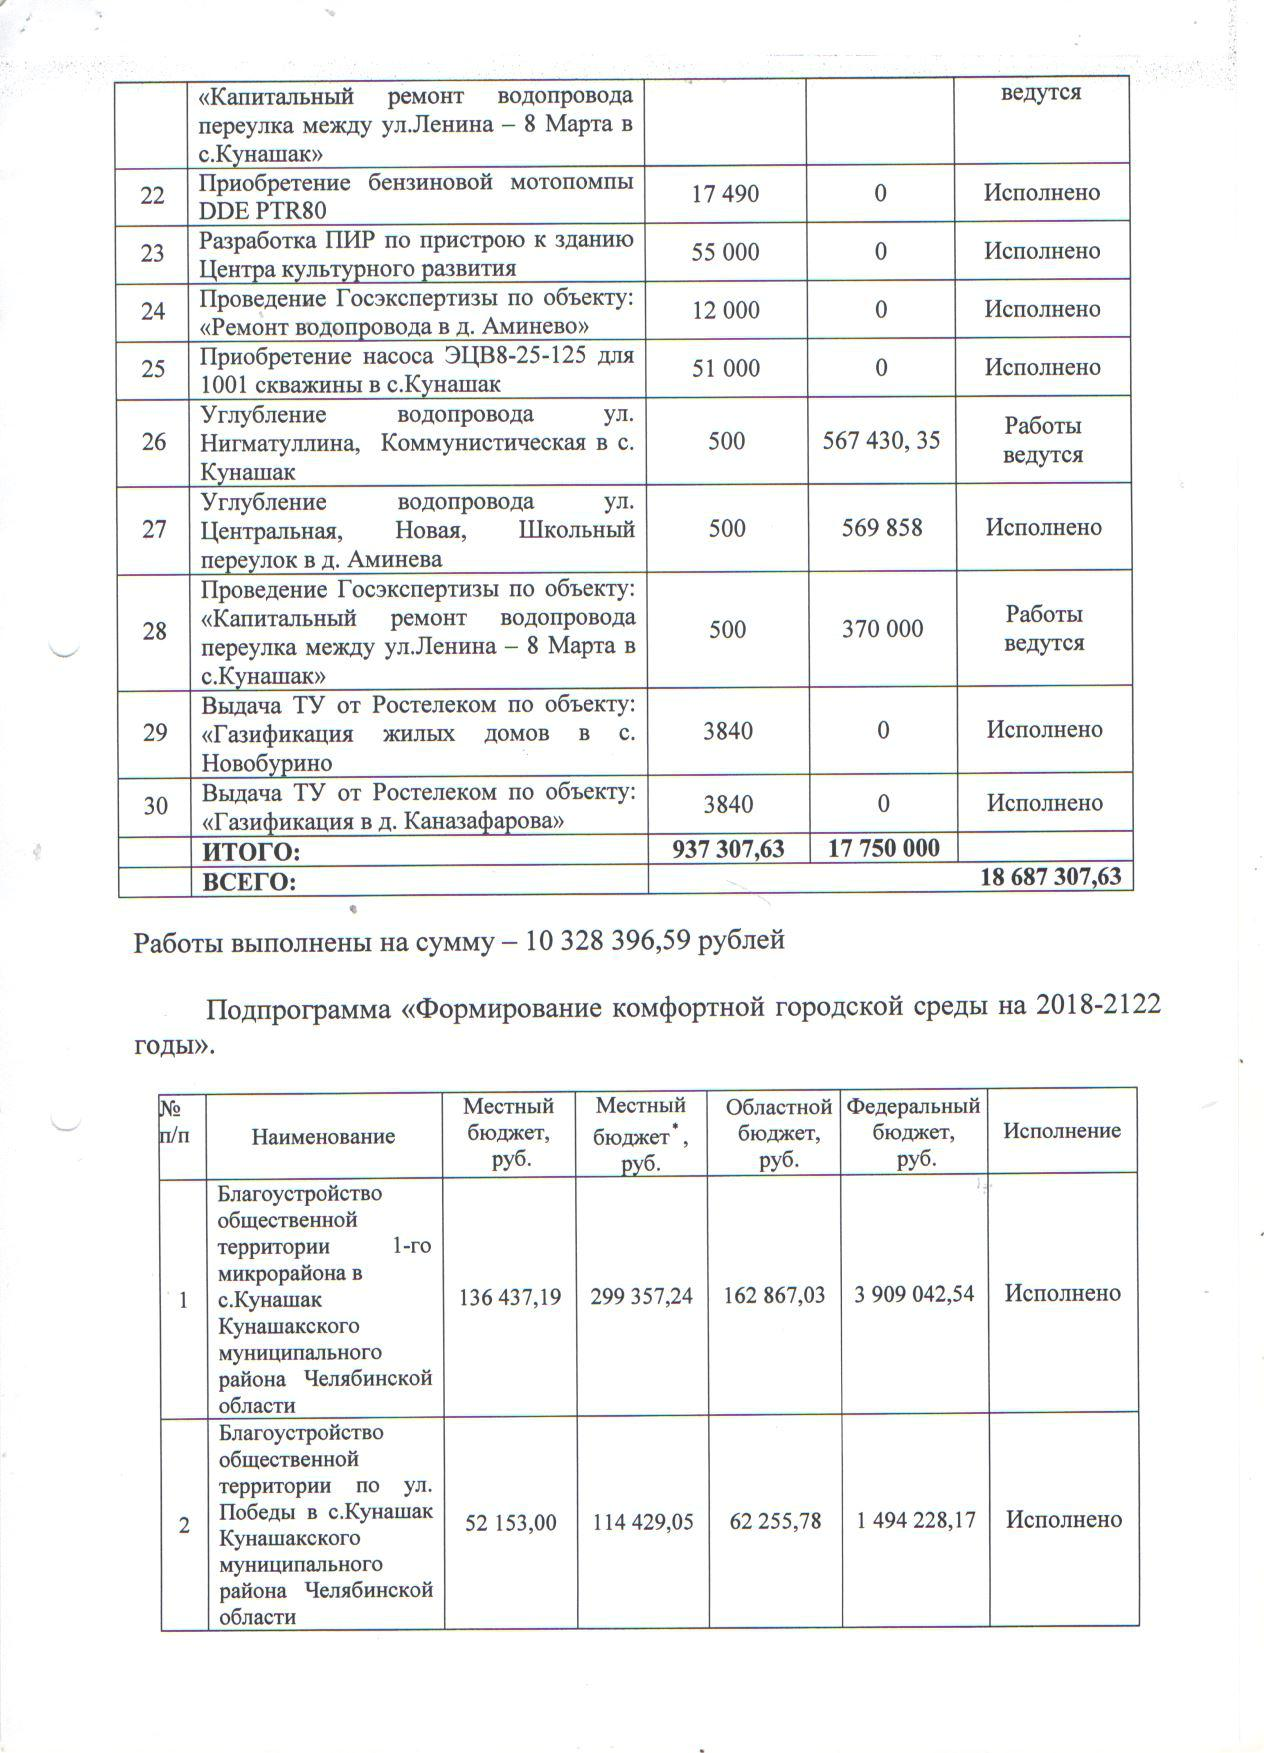 «Капитальный ремонт водопровода
ведутся
переулка между ул.Ленина – 8 Марта в
с.Кунашак»
22
Приобретение бензиновой мотопомпы
DDE PTR80
17 490
0
Исполнено
23
Разработка ПИР по пристрою к зданию
Центра культурного развития
55 000
0
Исполнено
24
Проведение Госэкспертизы по объекту:
«Ремонт водопровода в д. Аминево»
12 000
0
Исполнено
25
Приобретение насоса ЭЦВ8-25-125 для
1001 скважины в с.Кунашак
51 000
0
Исполнено
26
Углубление водопровода ул.
Нигматуллина, Коммунистическая в с.
Кунашак
500
567 430, 35
Работы
ведутся
27
Углубление водопровода ул.
Центральная, Новая, Школьный
переулок в д. Аминева
500
569 858
Исполнено
28
Проведение Госэкспертизы по объекту:
«Капитальный ремонт водопровода
переулка между ул.Ленина – 8 Марта в
с.Кунашак»
500
370 000
Работы
ведутся
29
Выдача ТУ от Ростелеком по объекту:
«Газификация жилых домов в с.
Новобурино
3840
0
Исполнено
30
Выдача ТУ от Ростелеком по объекту:
«Газификация в д. Каназафарова»
3840
0
Исполнено
ИТОГО:
937 307,63
17 750 000
ВСЕГО:
18 687 307,63
Работы выполнены на сумму – 10 328 396,59 рублей
Подпрограмма «Формирование комфортной городской среды на 2018-2122
годы».
№
п/п
Наименование
Местный
бюджет,
руб.
Местный
бюджет*,
руб.
Областной
бюджет,
руб.
Федеральный
бюджет,
руб.
Исполнение
1
Благоустройство
общественной
территории 1-го
микрорайона в
с.Кунашак
Кунашакского
муниципального
района Челябинской
области
136 437,19
299 357,24
162 867,03
3 909 042,54
Исполнено
2
Благоустройство
общественной
территории по ул.
Победы в с.Кунашак
Кунашакского
муниципального
района Челябинской
области
52 153,00
114 429,05
62 255,78
1 494 228,17
Исполнено